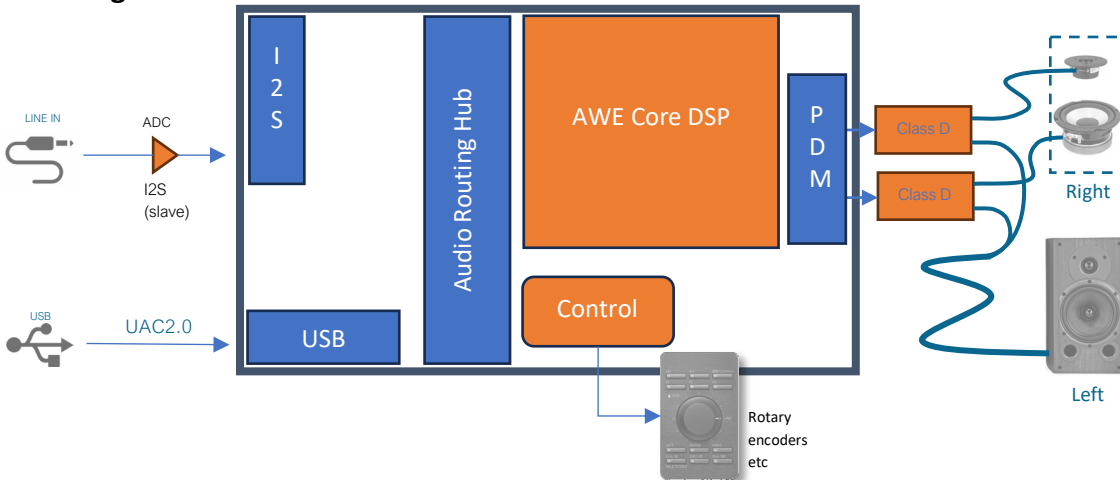 I
2
S
Audio Routing Hub
AWE Core DSP
P
D
M
LINE IN
ADC
I2S
(slave)
Class D
Class D
Right
USB
UAC2.0
USB
Control
Left
Rotary
encoders
etc